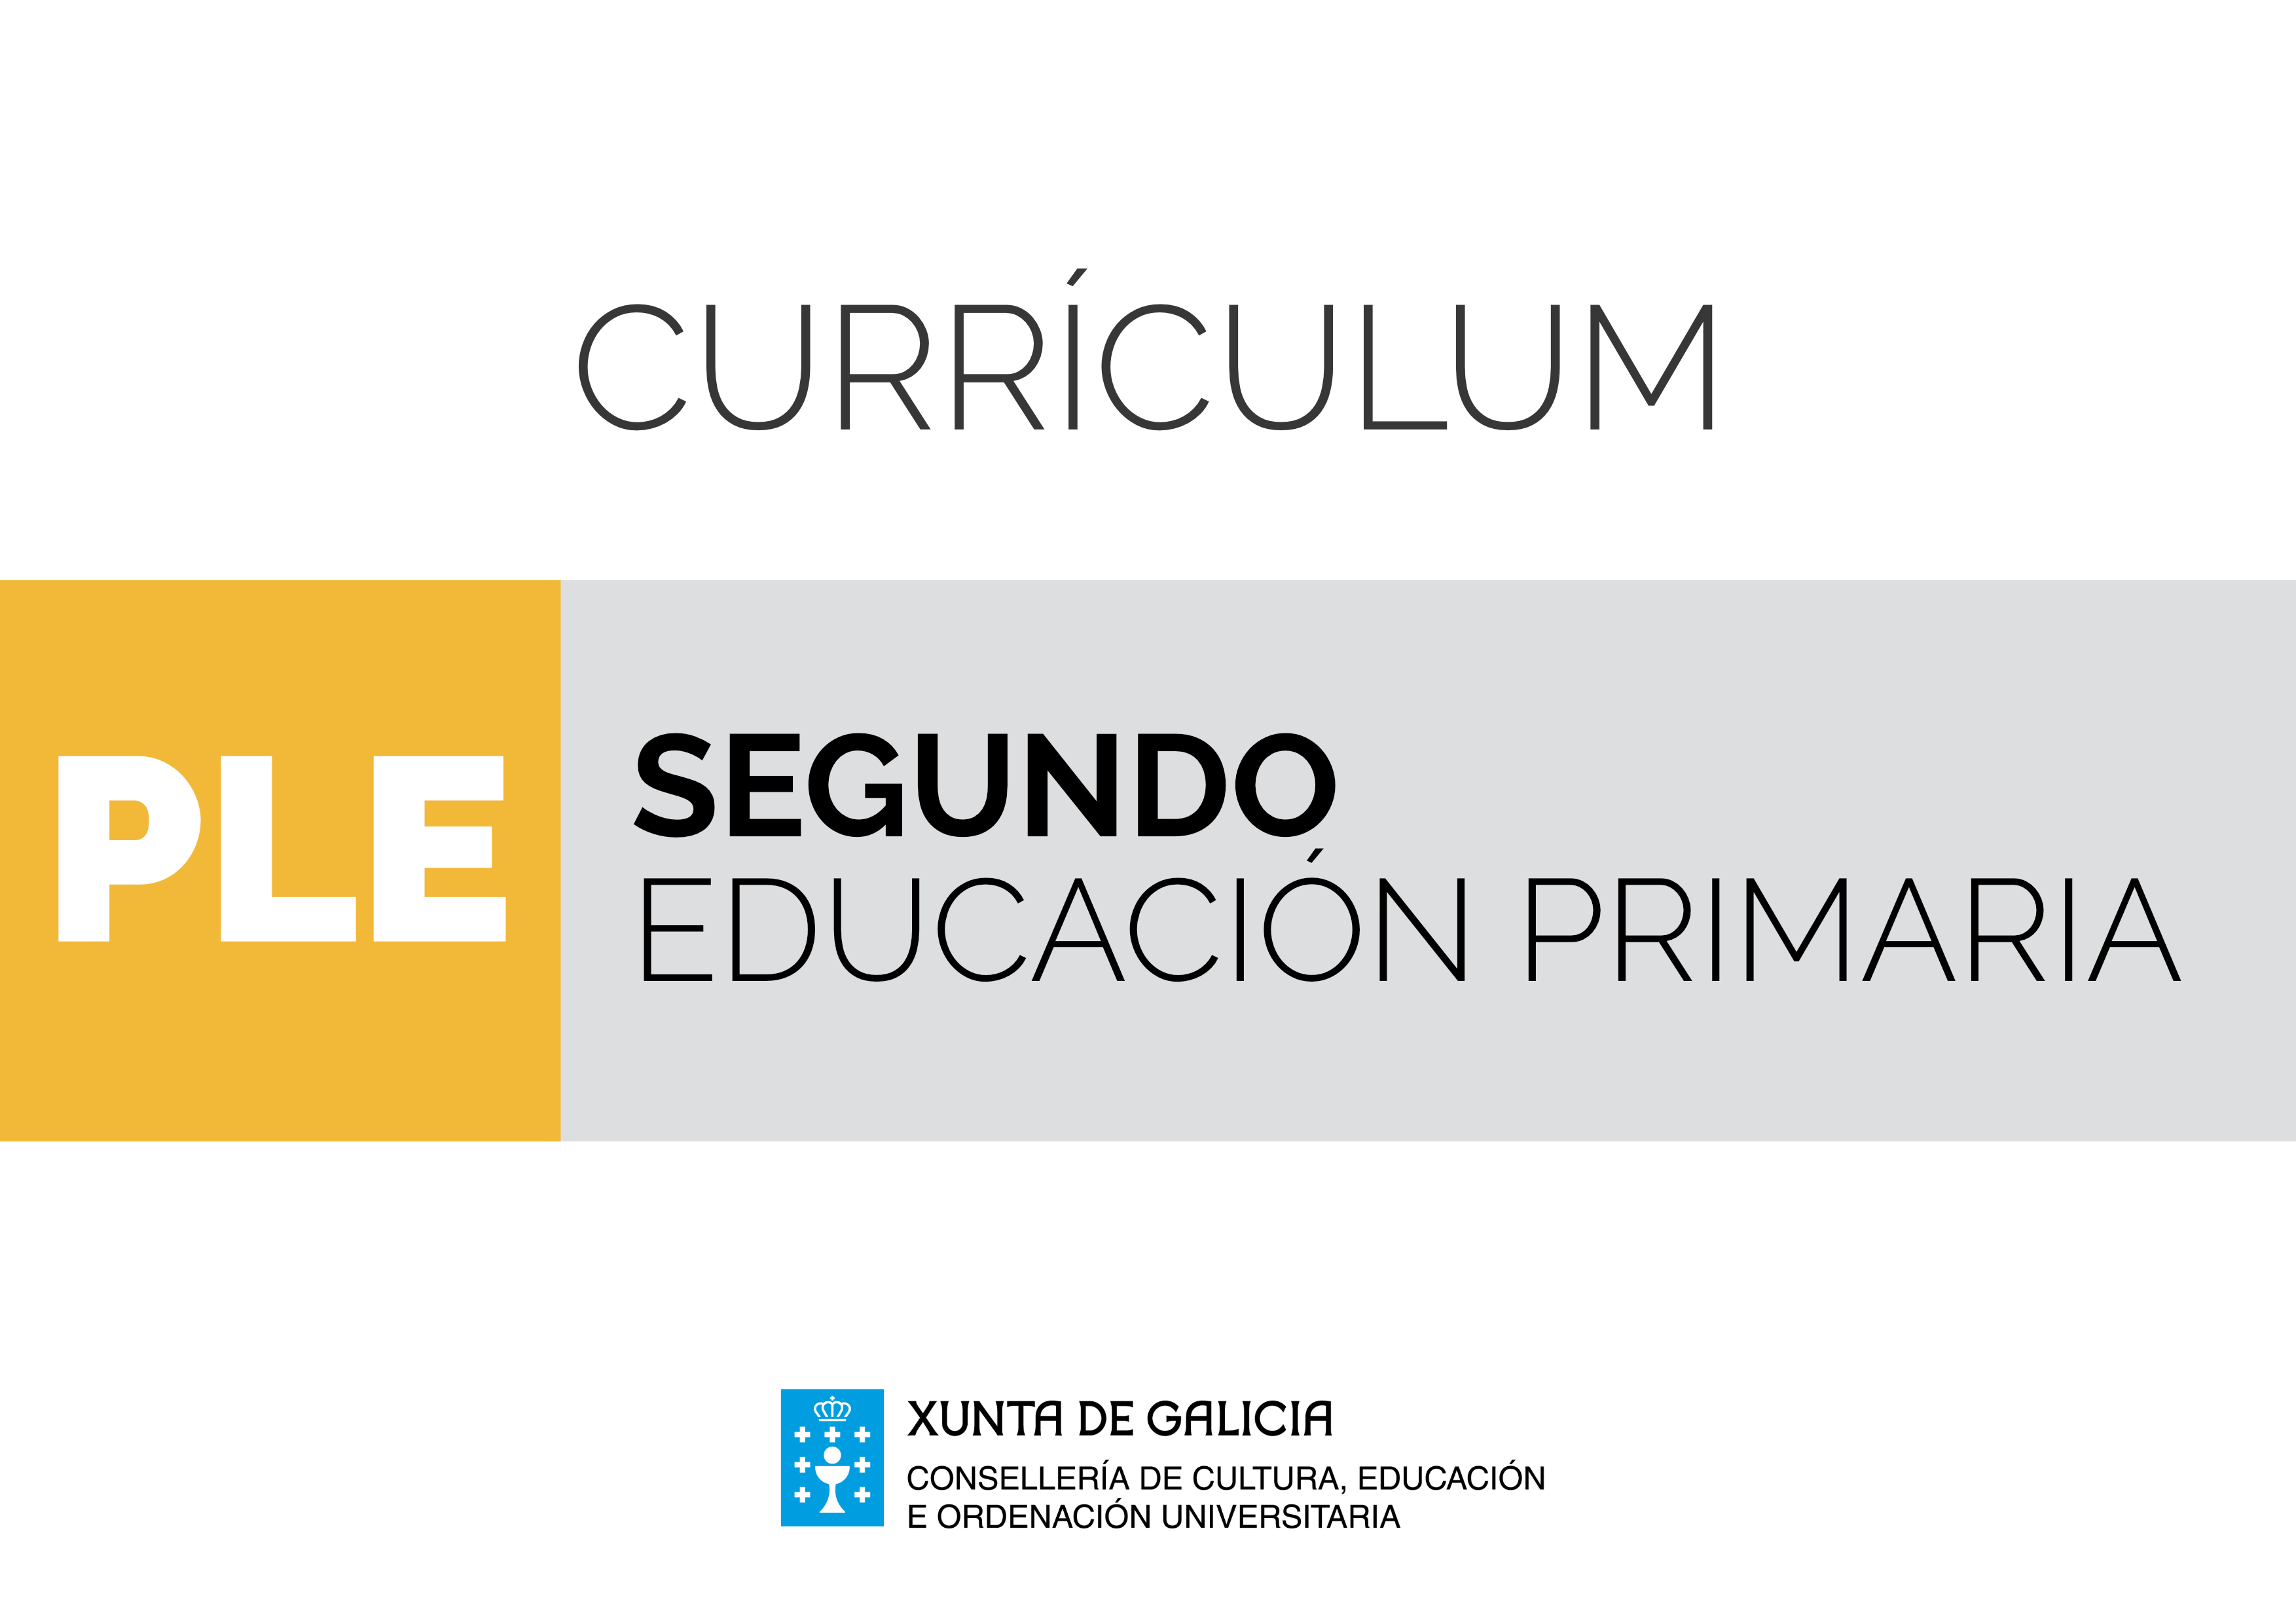 CURRÍCULUM
PLE
SEGUNDO
EDUCACIÓN PRIMARIA
XUNTA DE GALICIA
CONSELLERÍA DE CULTURA, EDUCACIÓN
E ORDENACIÓN UNIVERSITARIA